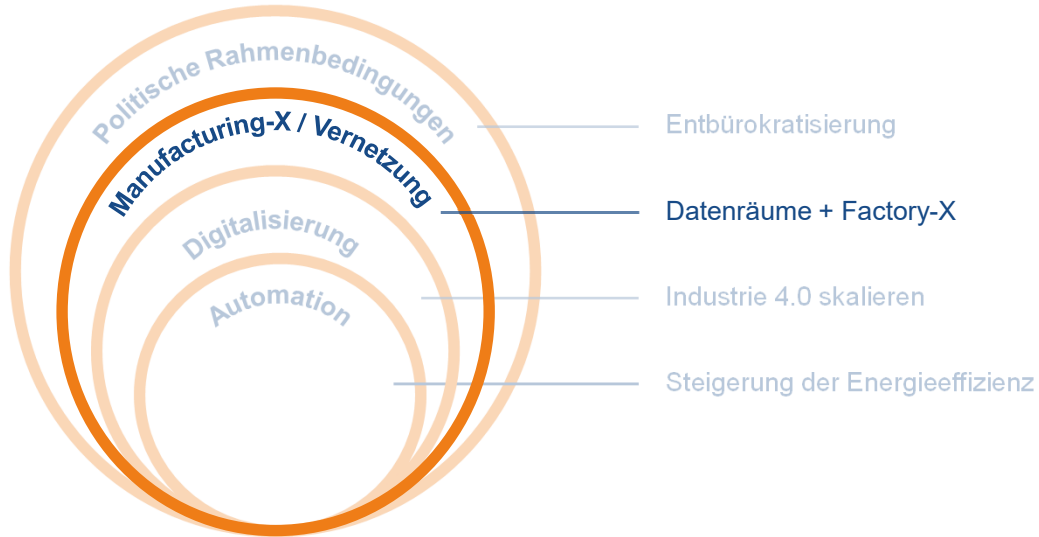 Politische Rahmenbedingungen
Entbürokratisierung
Manufacturing-X / Vernetzung
Datenräume + Factory-X
Digitalisierung
Industrie 4.0 skalieren
Automation
Steigerung der Energieeffizienz